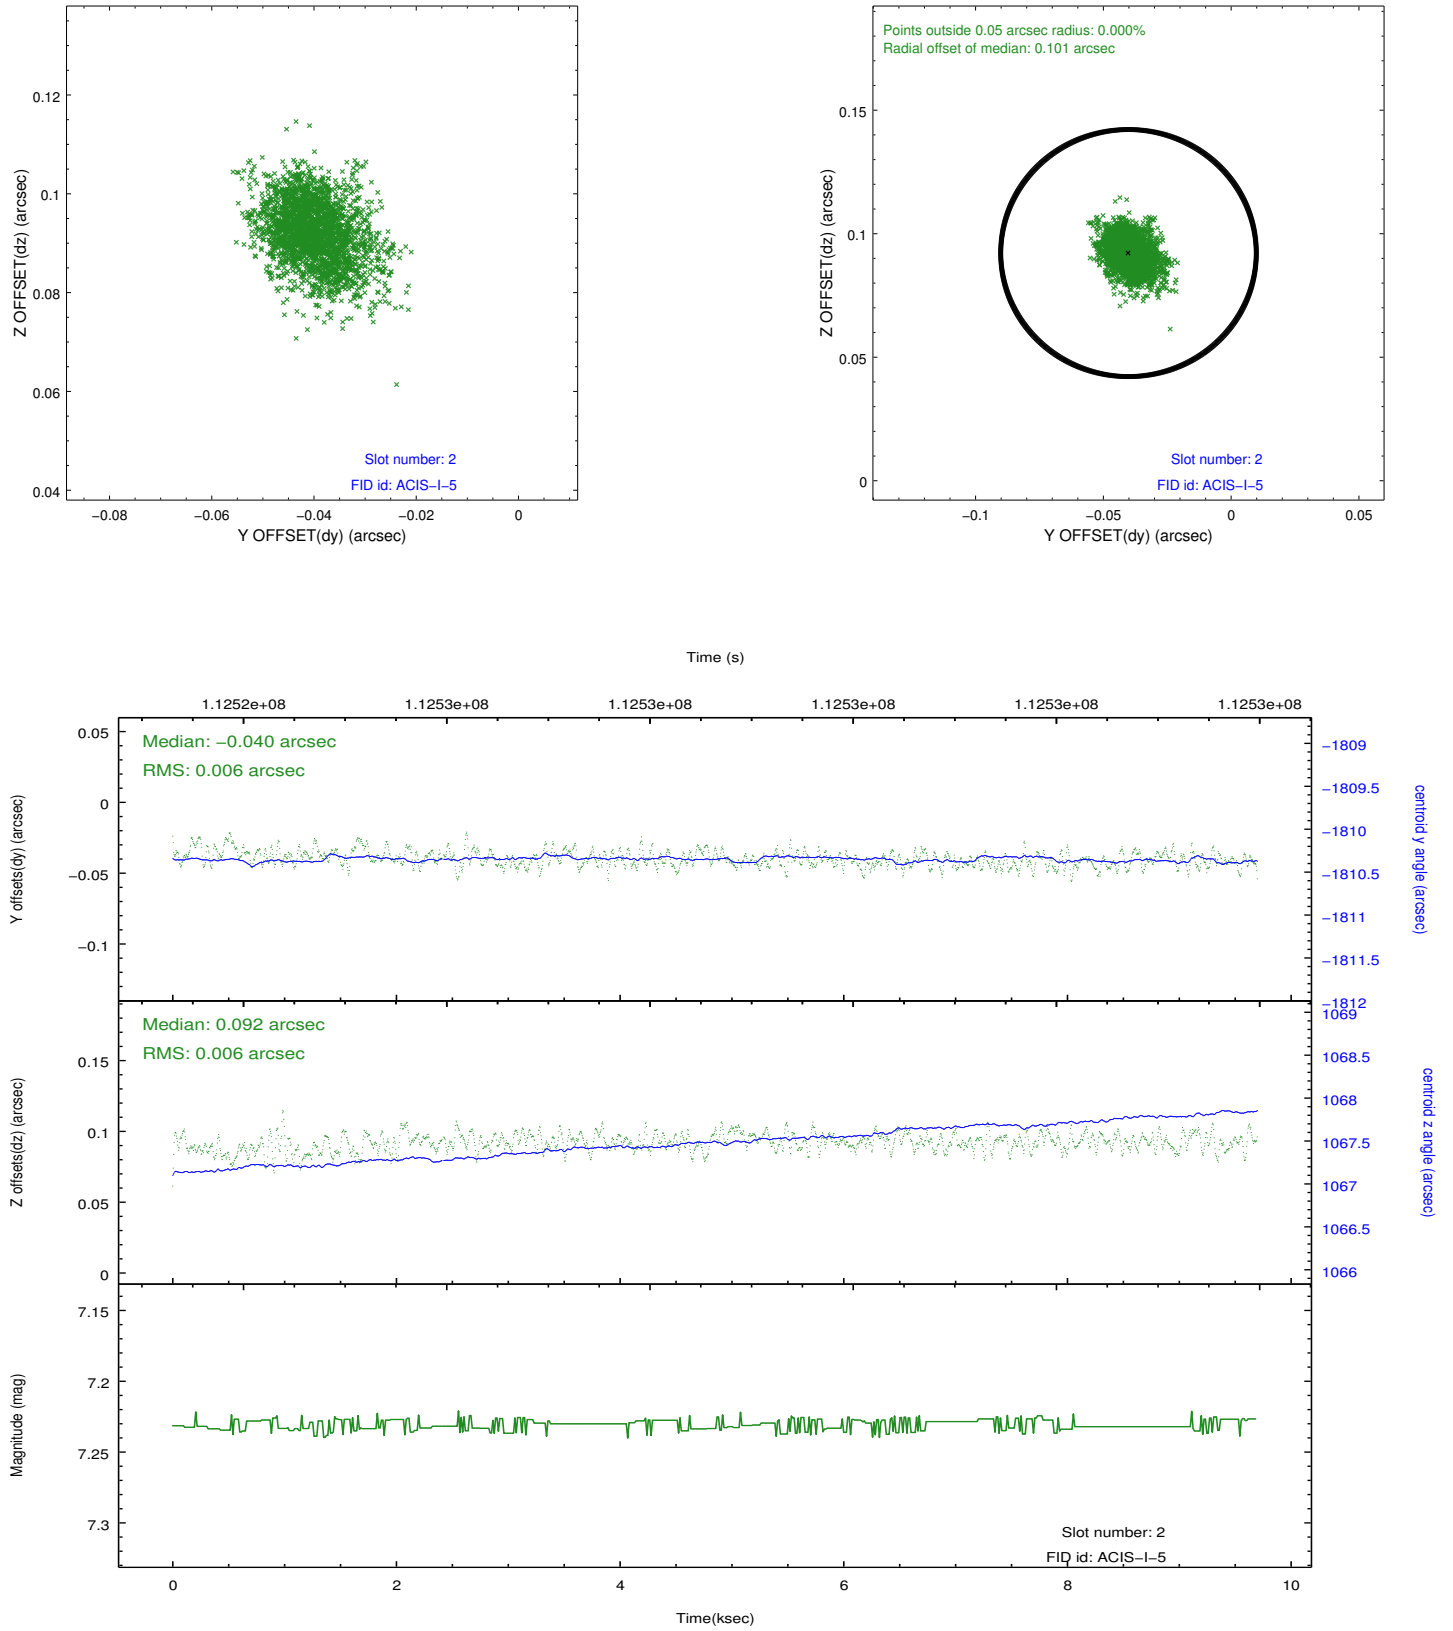 0.12
0.1
0.08
0.06
0.04
Z OFFSET(dz) (arcsec)
Slot number: 2
FID id: ACIS−I−5
−0.08
−0.06
−0.04
−0.02
0
Y OFFSET(dy) (arcsec)
Points outside 0.05 arcsec radius: 0.000%
Radial offset of median: 0.101 arcsec
0.15
0.1
0.05
0
Z OFFSET(dz) (arcsec)
Slot number: 2
FID id: ACIS−I−5
−0.1
−0.05
0
0.05
Y OFFSET(dy) (arcsec)
Time (s)
1.1252e+08
1.1253e+08
1.1253e+08
1.1253e+08
1.1253e+08
1.1253e+08
Median: −0.040 arcsec
RMS: 0.006 arcsec
0.05
0
−0.05
−0.1
Y offsets(dy) (arcsec)
−1809
−1809.5
−1810
−1810.5
−1811
−1811.5
−1812
centroid y angle (arcsec)
Median: 0.092 arcsec
RMS: 0.006 arcsec
0.15
0.1
0.05
0
Z offsets(dz) (arcsec)
1069
1068.5
1068
1067.5
1067
1066.5
1066
centroid z angle (arcsec)
7.15
7.2
7.25
7.3
Magnitude (mag)
Slot number: 2
FID id: ACIS−I−5
0
2
4
6
8
10
Time(ksec)